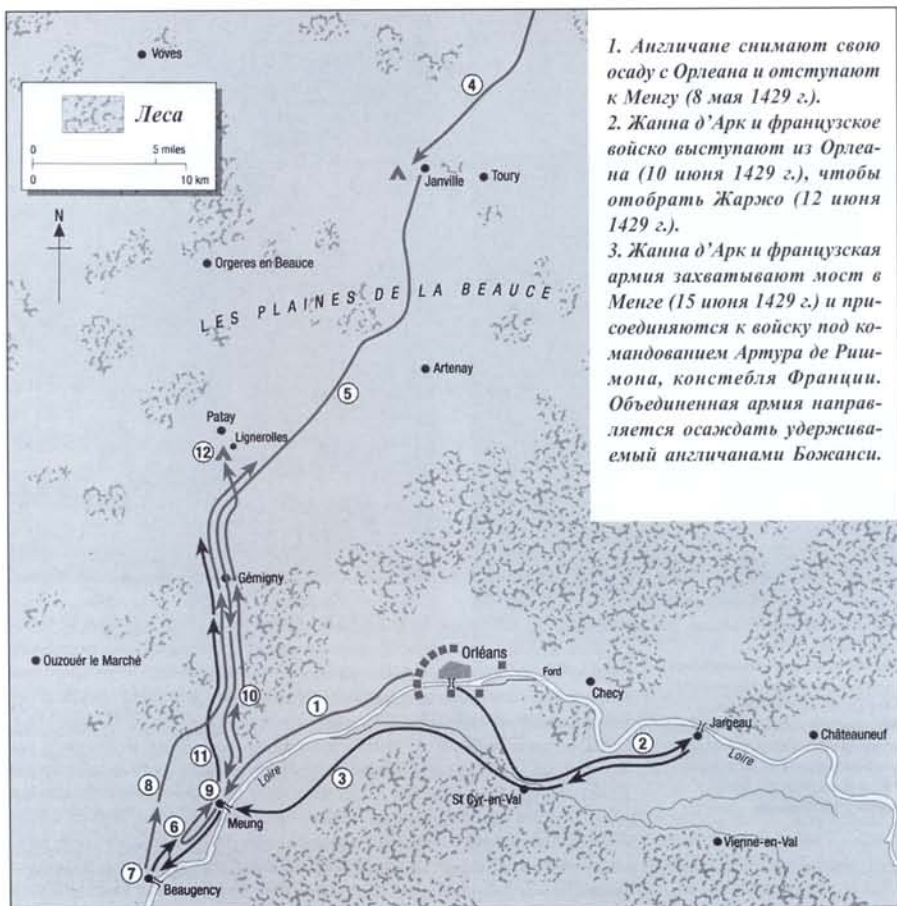 Voves
Леса
0 5 miles
0 10 km
N
4
Janville
Toury
Orgeres en Beauce
LES PLAINES DE LA BEAUCE
5
Artenay
Patay
Lignerolles
12
Gémigny
Ouzouér le Marché
Orléans
Ford
Checy
10
1
Jargeau
Châteauneuf
2
Loire
11
Loire
3
8
9
St Cyr-en-Val
Meung
6
Vienne-en-Val
7
Beaugency
1. Англичане снимают свою
осаду с Орлеана и отступают
к Менгу (8 мая 1429 г.).
2. Жанна д’Арк и французское
войско выступают из Орлеа-
на (10 июня 1429 г.), чтобы
отобрать Жаржо (12 июня
1429 г.).
3. Жанна д’Арк и французская
армия захватывают мост в
Менге (15 июня 1429 г.) и при-
соединяются к войску под ко-
мандованием Артура де Риш-
мона, констебля Франции.
Объединенная армия направ-
ляется осаждать удержива-
емый англичанами Божанси.